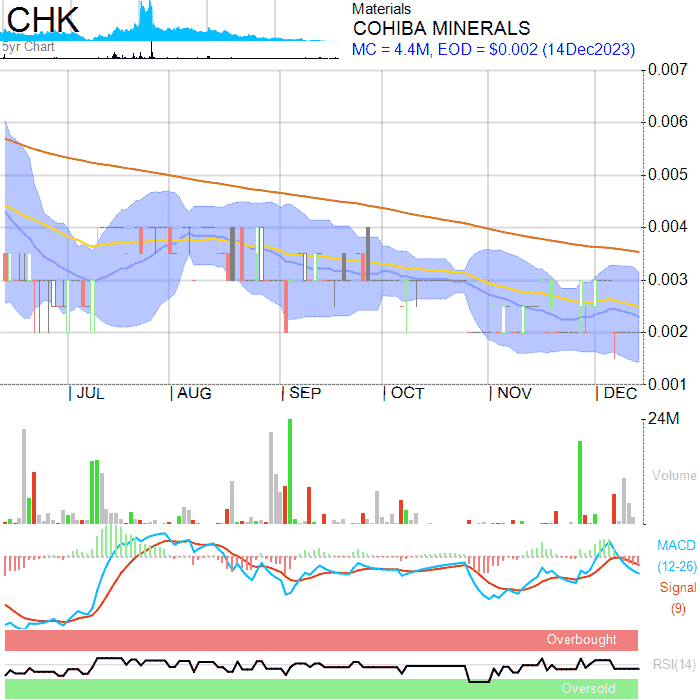 CHK
5yr Chart
Materials
COHIBA MINERALS
MC = 4.4M, EOD = $0.002 (14Dec2023)
0.007
0.006
0.005
0.004
0.003
0.002
0.001
JUL
AUG
SEP
OCT
NOV
DEC
24M
Volume
MACD
(12-26)
Signal
(9)
Overbought
RSI(14)
Oversold